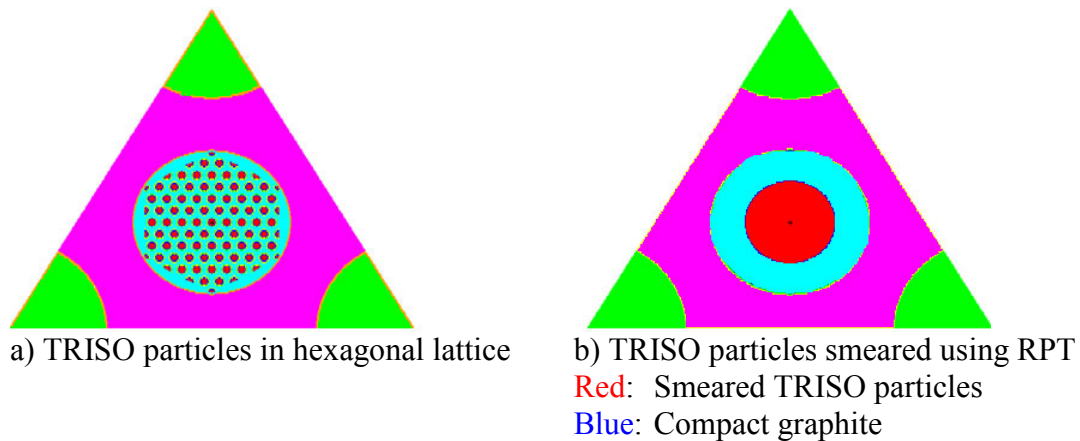 a) TRISO particles in hexagonal lattice
b) TRISO particles smeared using RPT
Red: Smeared TRISO particles
Blue: Compact graphite